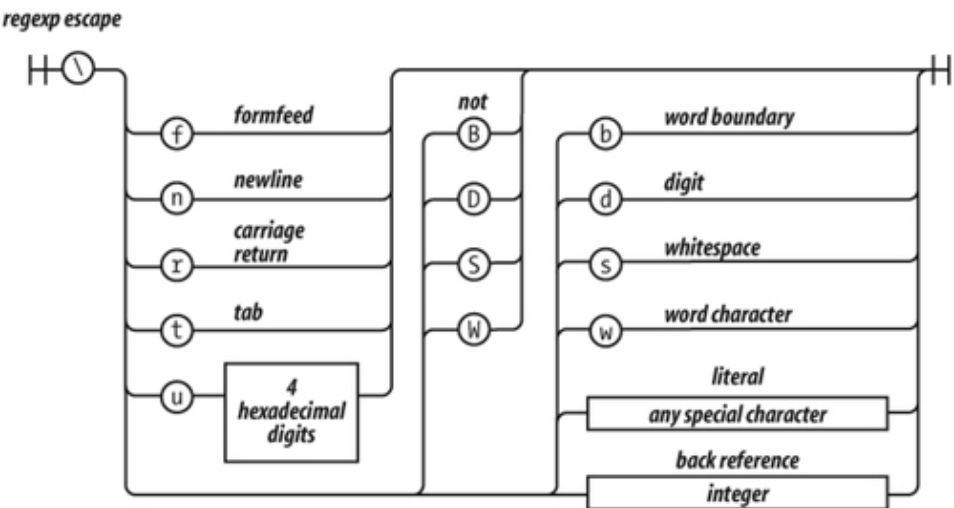 regexp escape
\
f formfeed
n newline
r carriage
return
t tab
u 4
hexadecimal
digits
not
B
D
S
W
b word boundary
d digit
s whitespace
w word character
literal
any special character
back reference
integer